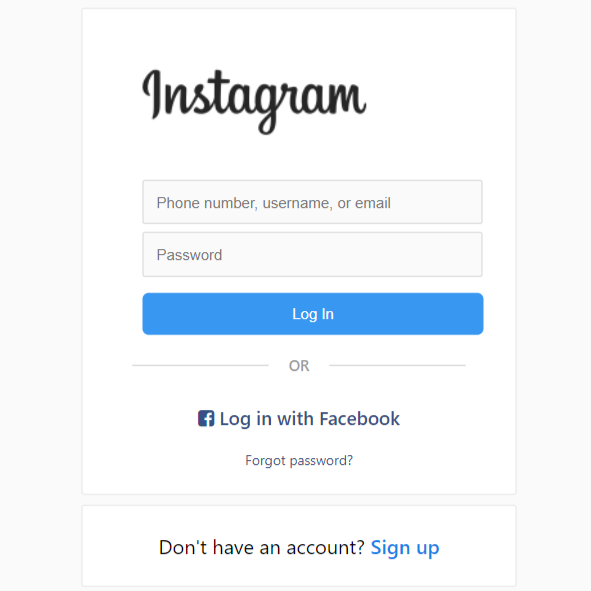 Instagram
Phone number, username, or email
Password
Log In
OR
Log in with Facebook
Forgot password?
Don't have an account? Sign up